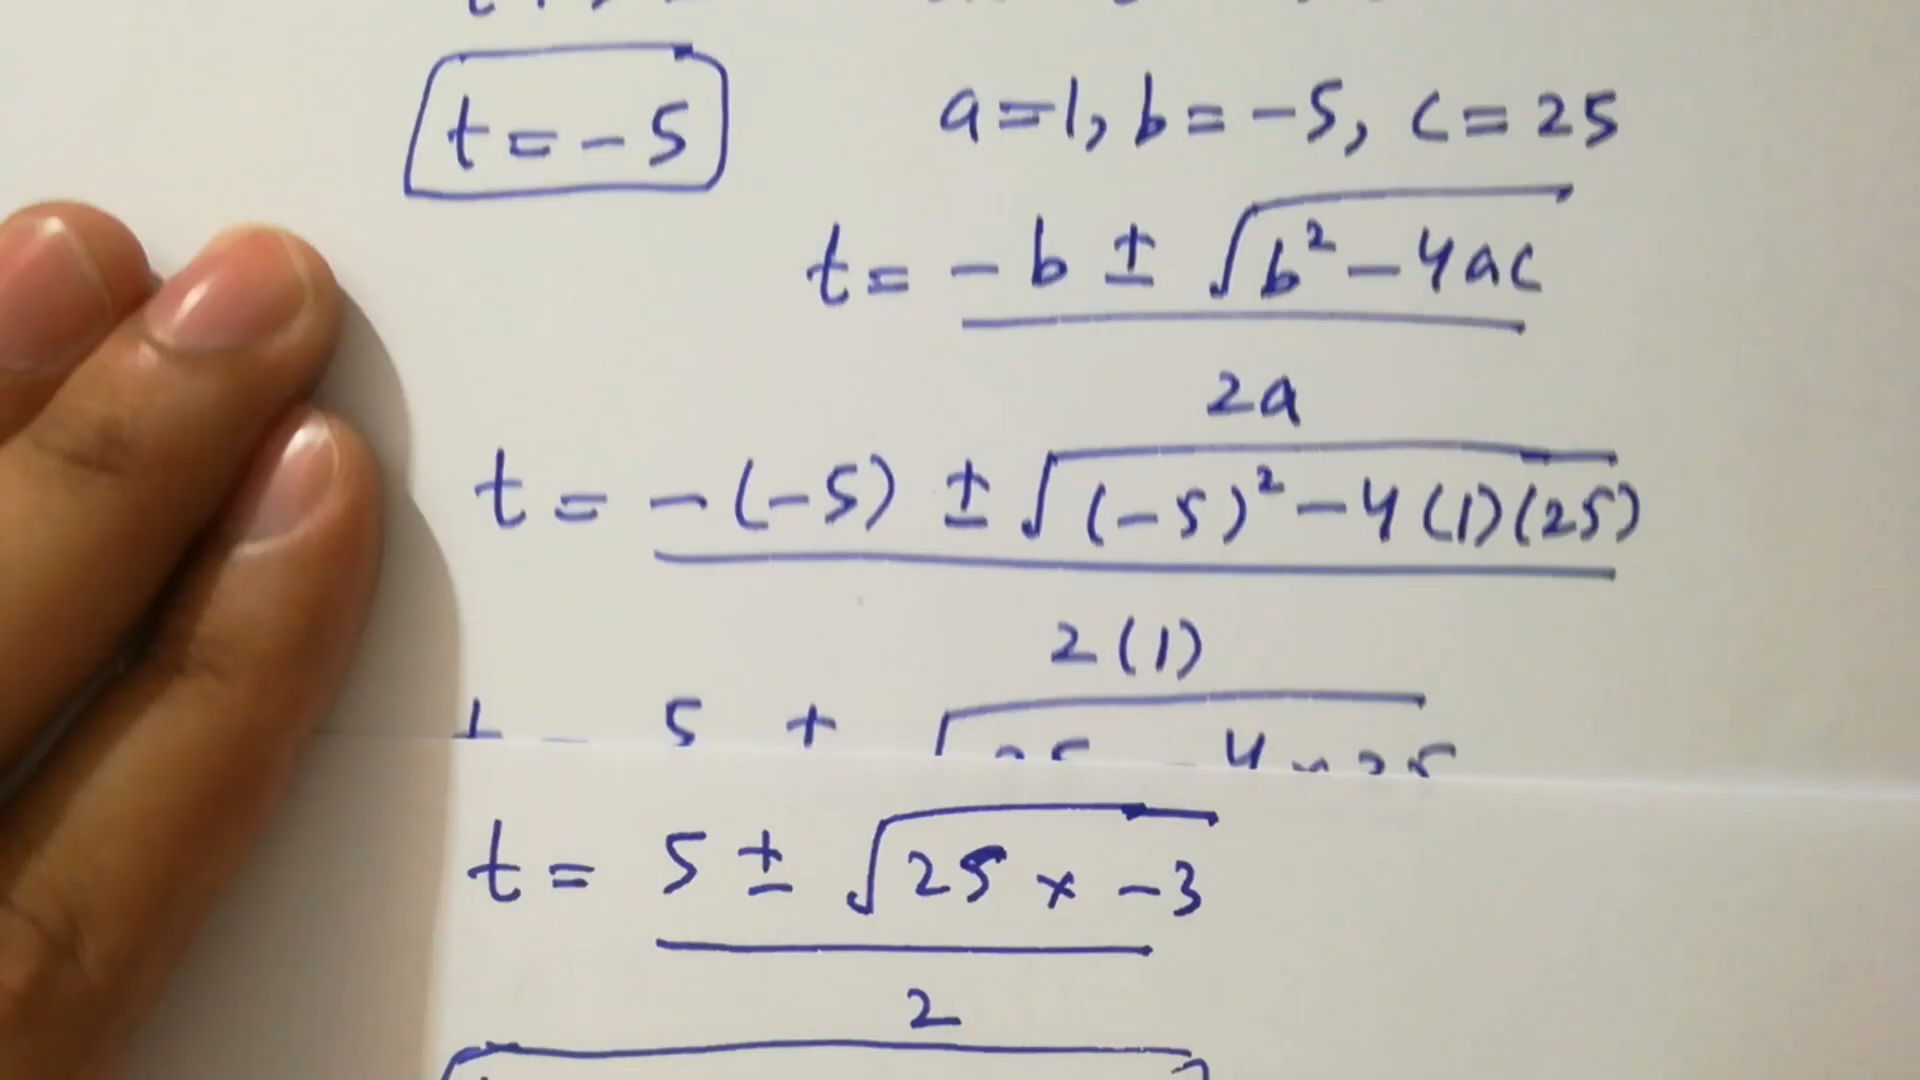 t = -5
a=1, b = -5, c = 25
t = -b ± √b² - 4ac
2a
t = -(-5) ± √(-5)² - 4(1)(25)
2(1)
t = 5 ± √25 × -3
2